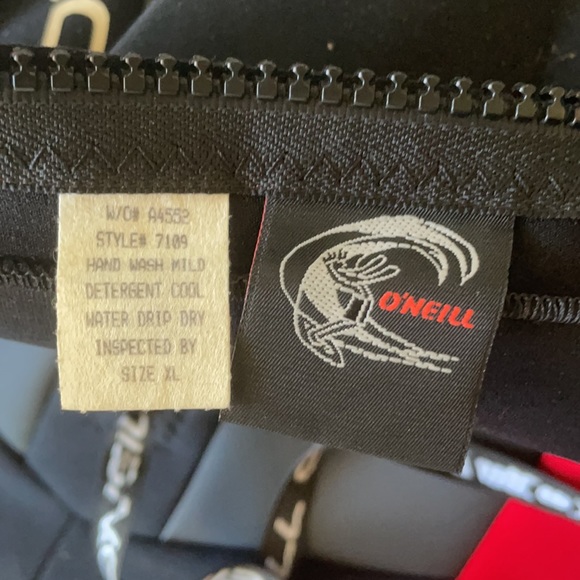 W/O# A4552
STYLE# 7109
HAND WASH MILD
DETERGENT COOL
WATER DRIP DRY
INSPECTED BY
SIZE XL
O'NEILL